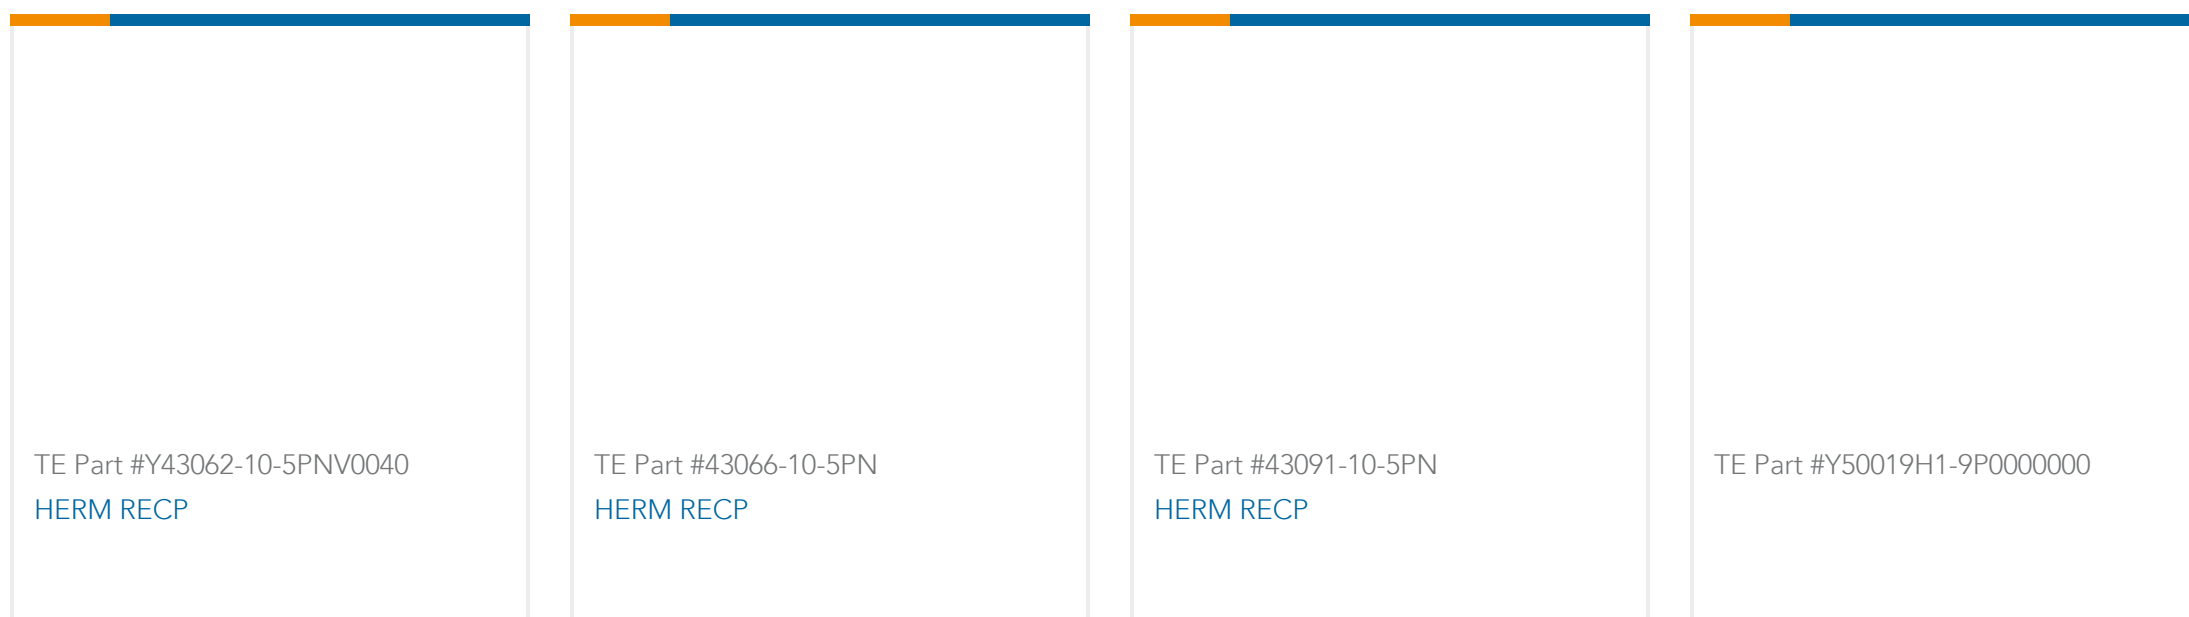 TE Part #Y43062-10-5PNV0040
HERM RECP
TE Part #43066-10-5PN
HERM RECP
TE Part #43091-10-5PN
HERM RECP
TE Part #Y50019H1-9P0000000